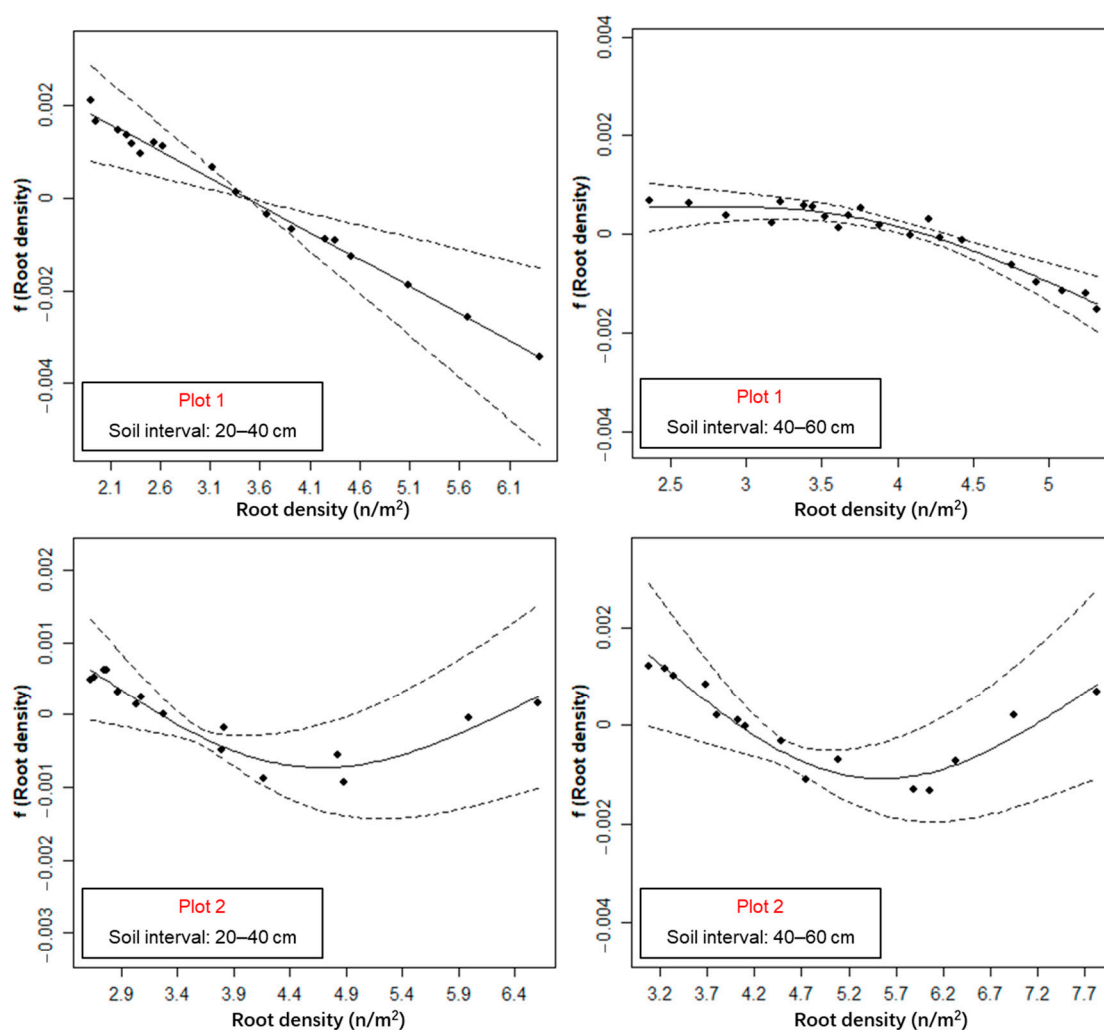 f (Root density)
0.002
0
−0.002
−0.004
Plot 1
Soil interval: 20–40 cm
2.1 2.6 3.1 3.6 4.1 4.6 5.1 5.6 6.1
Root density (n/m²)
f (Root density)
0.004
0.002
0
−0.002
−0.004
Plot 1
Soil interval: 40–60 cm
2.5 3 3.5 4 4.5 5
Root density (n/m²)
f (Root density)
0.002
0.001
0
−0.001
−0.002
−0.003
Plot 2
Soil interval: 20–40 cm
2.9 3.4 3.9 4.4 4.9 5.4 5.9 6.4
Root density (n/m²)
f (Root density)
0.002
0
−0.002
−0.004
Plot 2
Soil interval: 40–60 cm
3.2 3.7 4.2 4.7 5.2 5.7 6.2 6.7 7.2 7.7
Root density (n/m²)